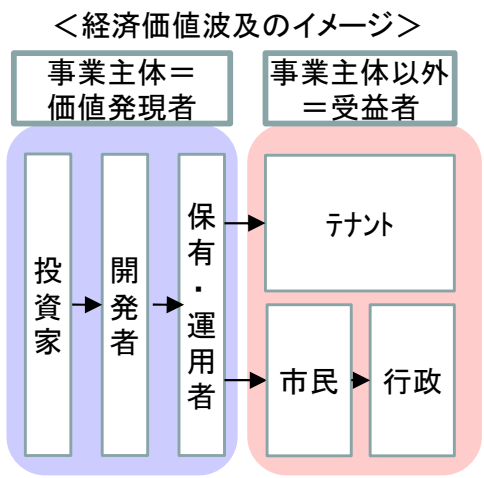 ＜経済価値波及のイメージ＞
事業主体＝
価値発現者
事業主体以外
＝受益者
投資家
開発者
保有・運用者
ﾃﾅﾝﾄ
市民
行政